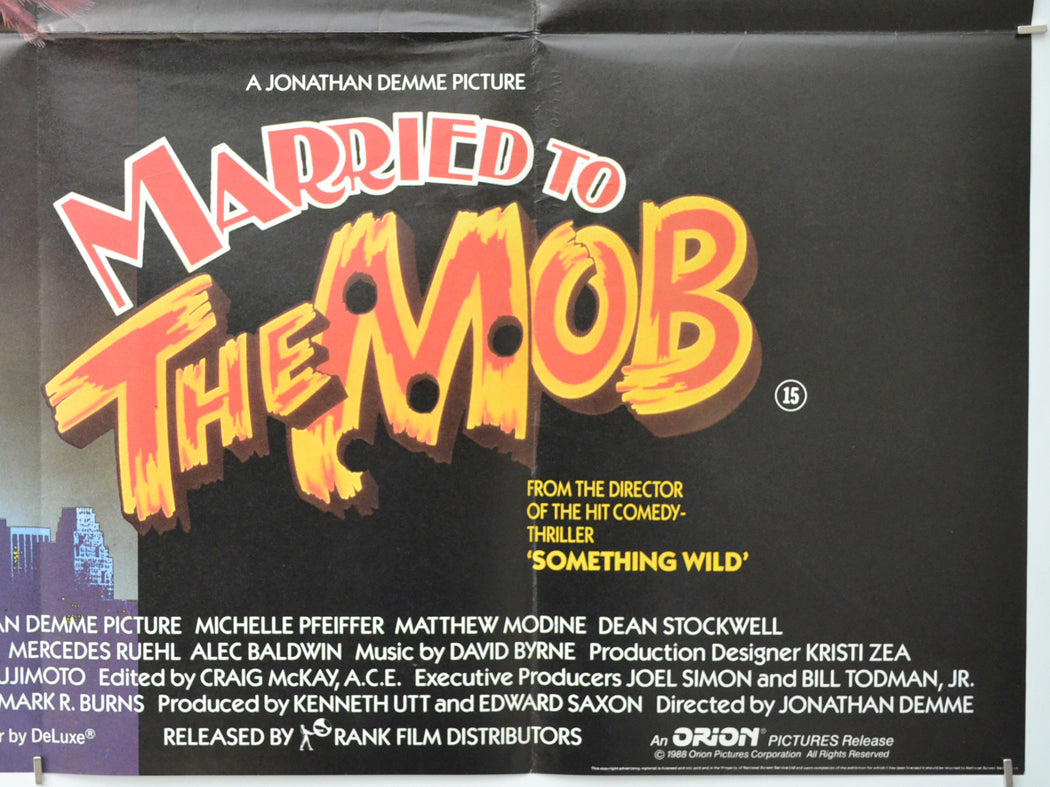 A JONATHAN DEMME PICTURE
MARRIED TO
THE MOB
15
FROM THE DIRECTOR
OF THE HIT COMEDY-
THRILLER
'SOMETHING WILD'
AN DEMME PICTURE MICHELLE PFEIFFER MATTHEW MODINE DEAN STOCKWELL
MERCEDES RUEHL ALEC BALDWIN Music by DAVID BYRNE Production Designer KRISTI ZEA
UJIMOTO Edited by CRAIG McKAY, A.C.E. Executive Producers JOEL SIMON and BILL TODMAN, JR.
MARK R. BURNS Produced by KENNETH UTT and EDWARD SAXON Directed by JONATHAN DEMME
r by DeLuxe®
RELEASED BY RANK FILM DISTRIBUTORS
An ORION® PICTURES Release
© 1988 Orion Pictures Corporation All Rights Reserved